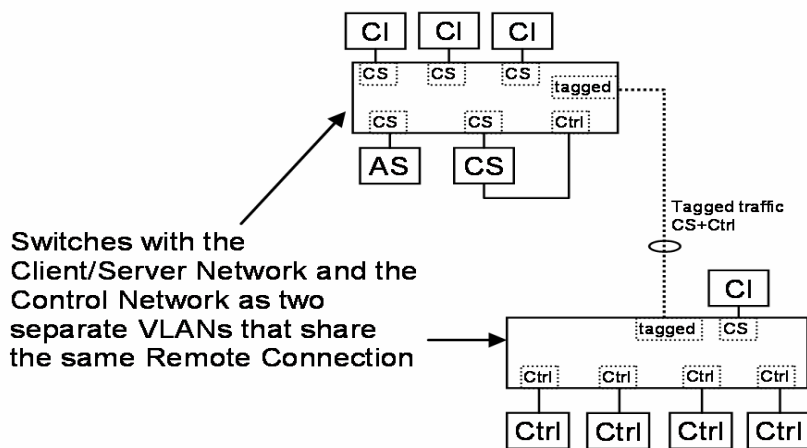 CI CI CI
CS CS CS
tagged
CS CS Ctrl
AS CS
Tagged traffic
CS+Ctrl
Switches with the
Client/Server Network and the
Control Network as two
separate VLANs that share
the same Remote Connection
CI
tagged CS
Ctrl Ctrl Ctrl Ctrl
Ctrl Ctrl Ctrl Ctrl